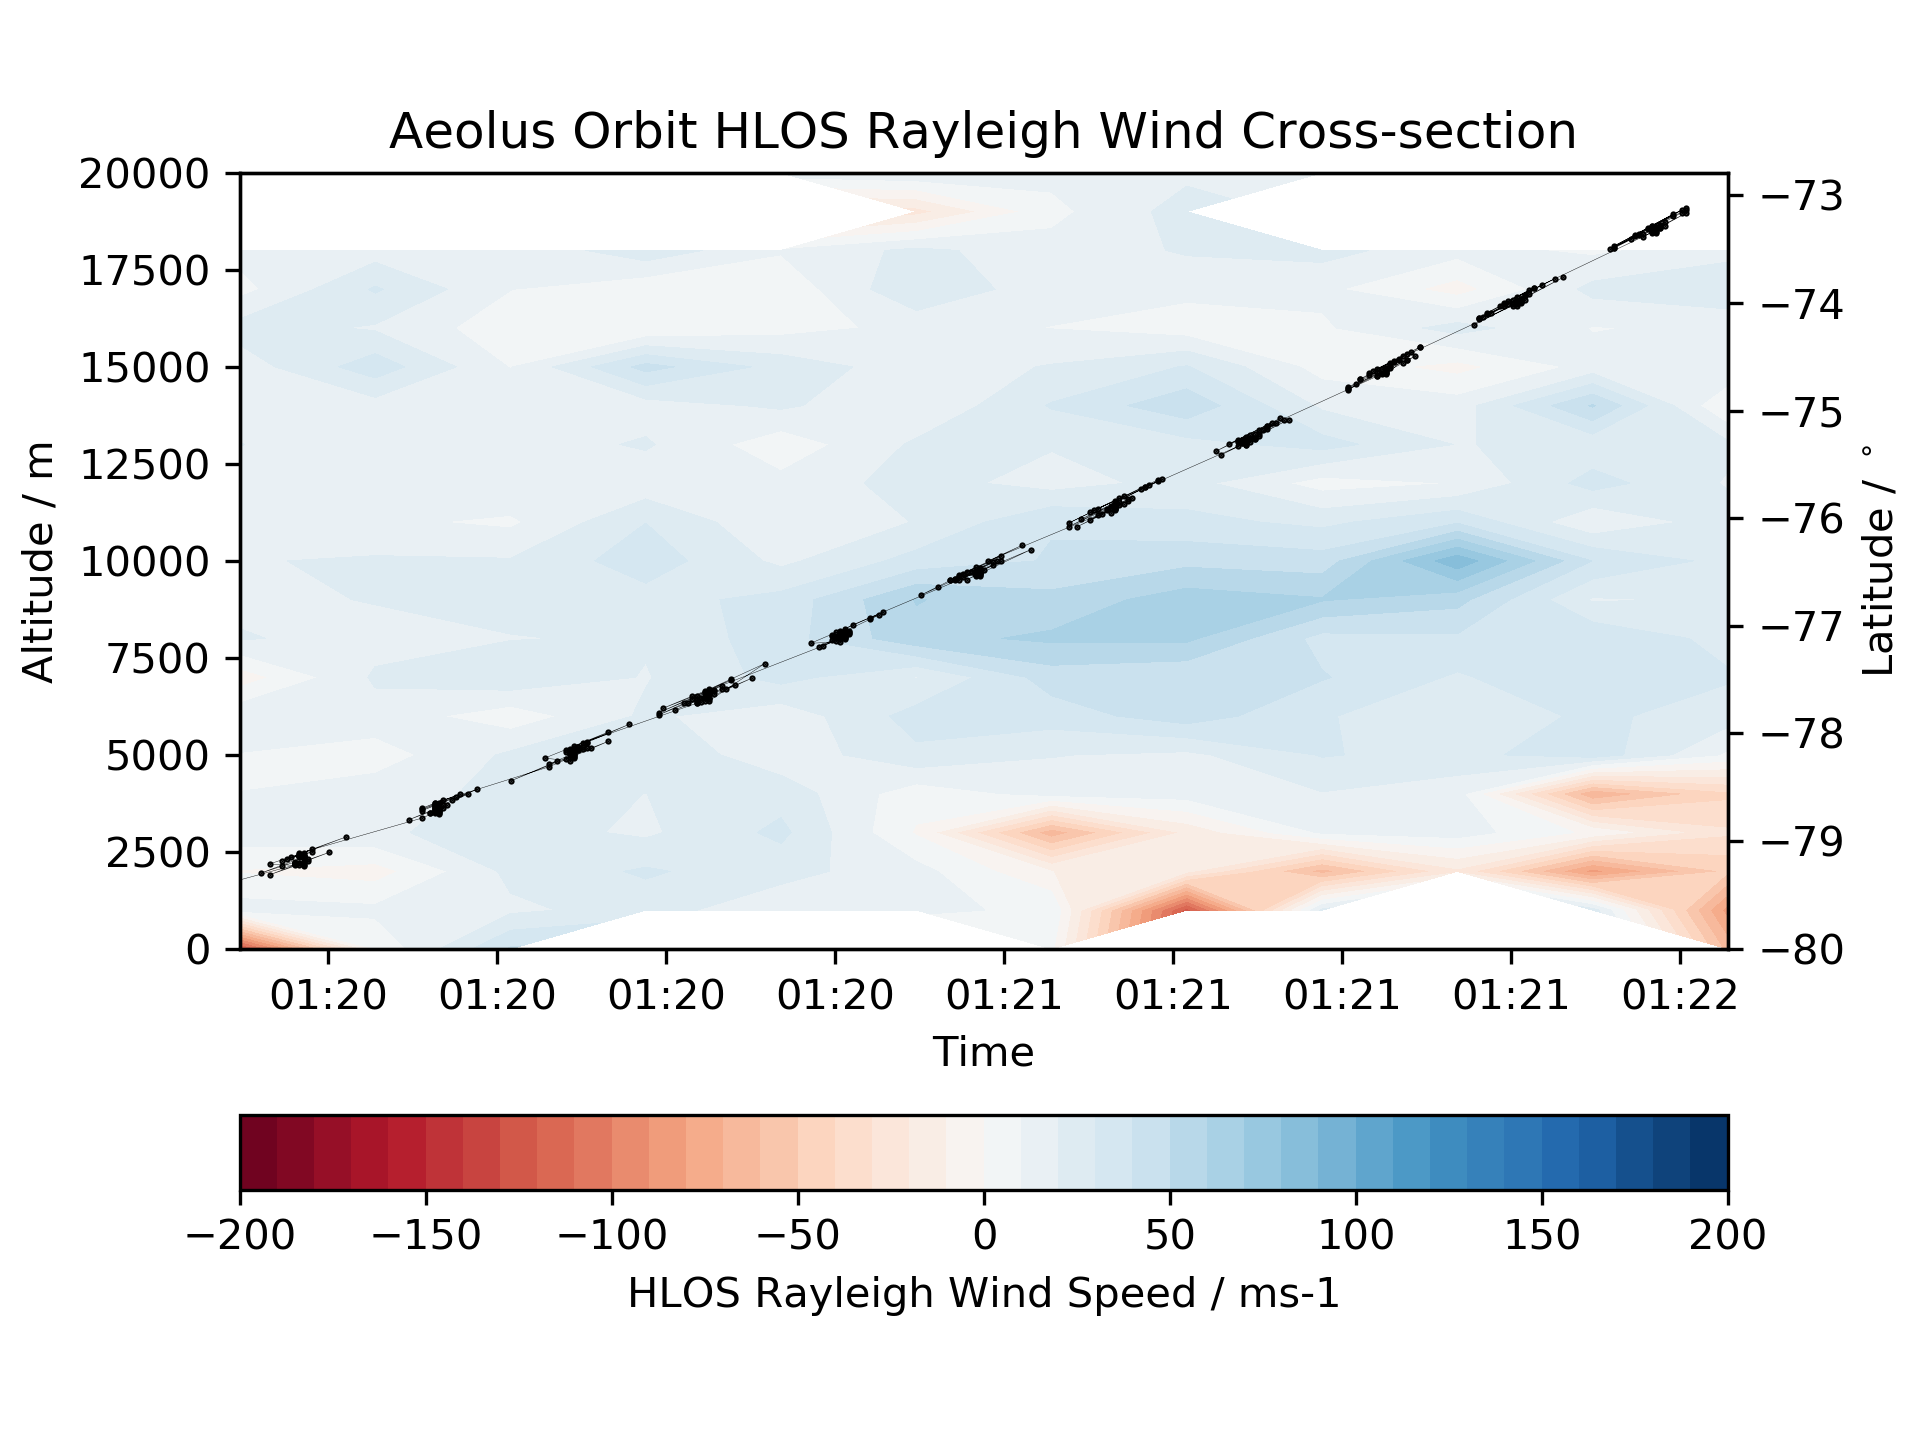 Aeolus Orbit HLOS Rayleigh Wind Cross-section
20000
17500
15000
12500
10000
7500
5000
2500
0
Altitude / m
−73
−74
−75
−76
−77
−78
−79
−80
Latitude / °
01:20 01:20 01:20 01:20 01:21 01:21 01:21 01:21 01:22
Time
−200 −150 −100 −50 0 50 100 150 200
HLOS Rayleigh Wind Speed / ms-1